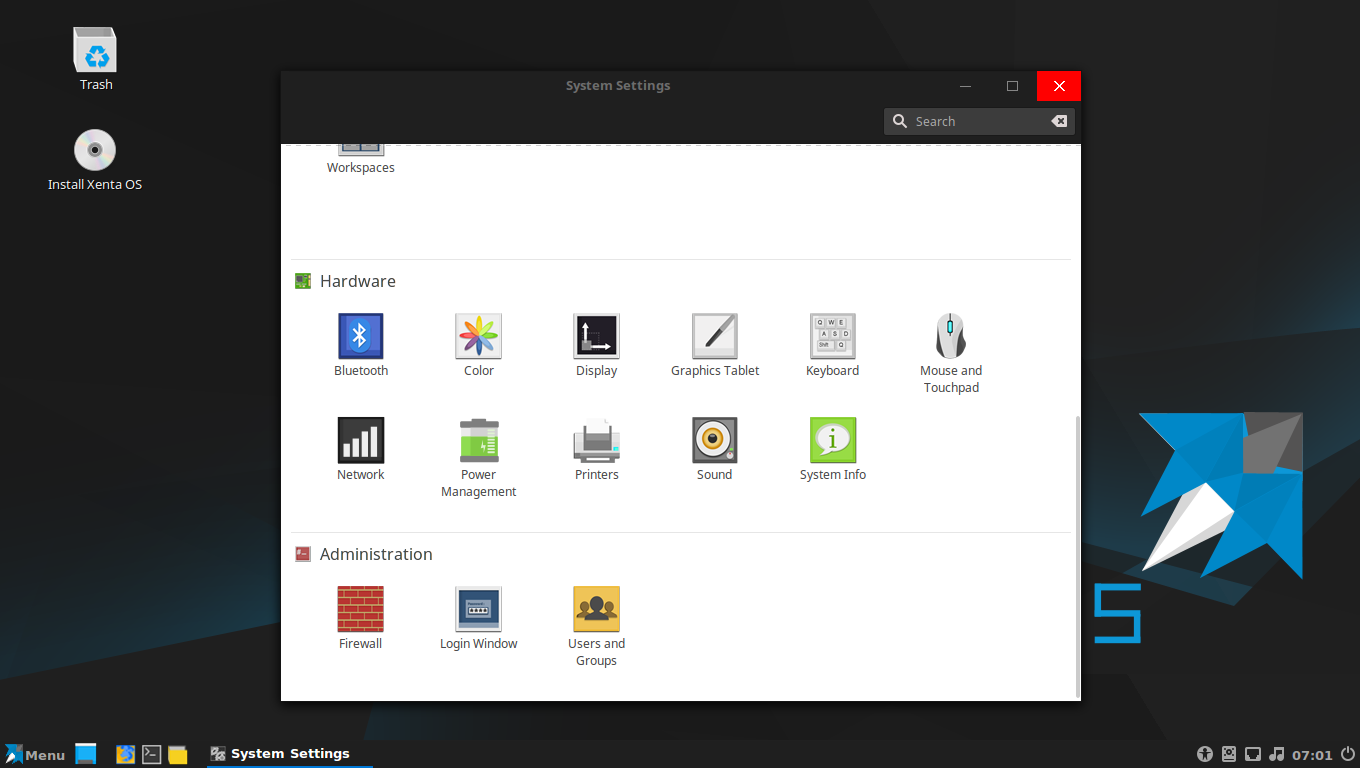 Trash
Install Xenta OS
System Settings
Search
Workspaces
Hardware
Bluetooth
Color
Display
Graphics Tablet
Keyboard
Mouse and
Touchpad
Network
Power
Management
Printers
Sound
System Info
Administration
Firewall
Login Window
Users and
Groups
S
Menu
System Settings
07:01